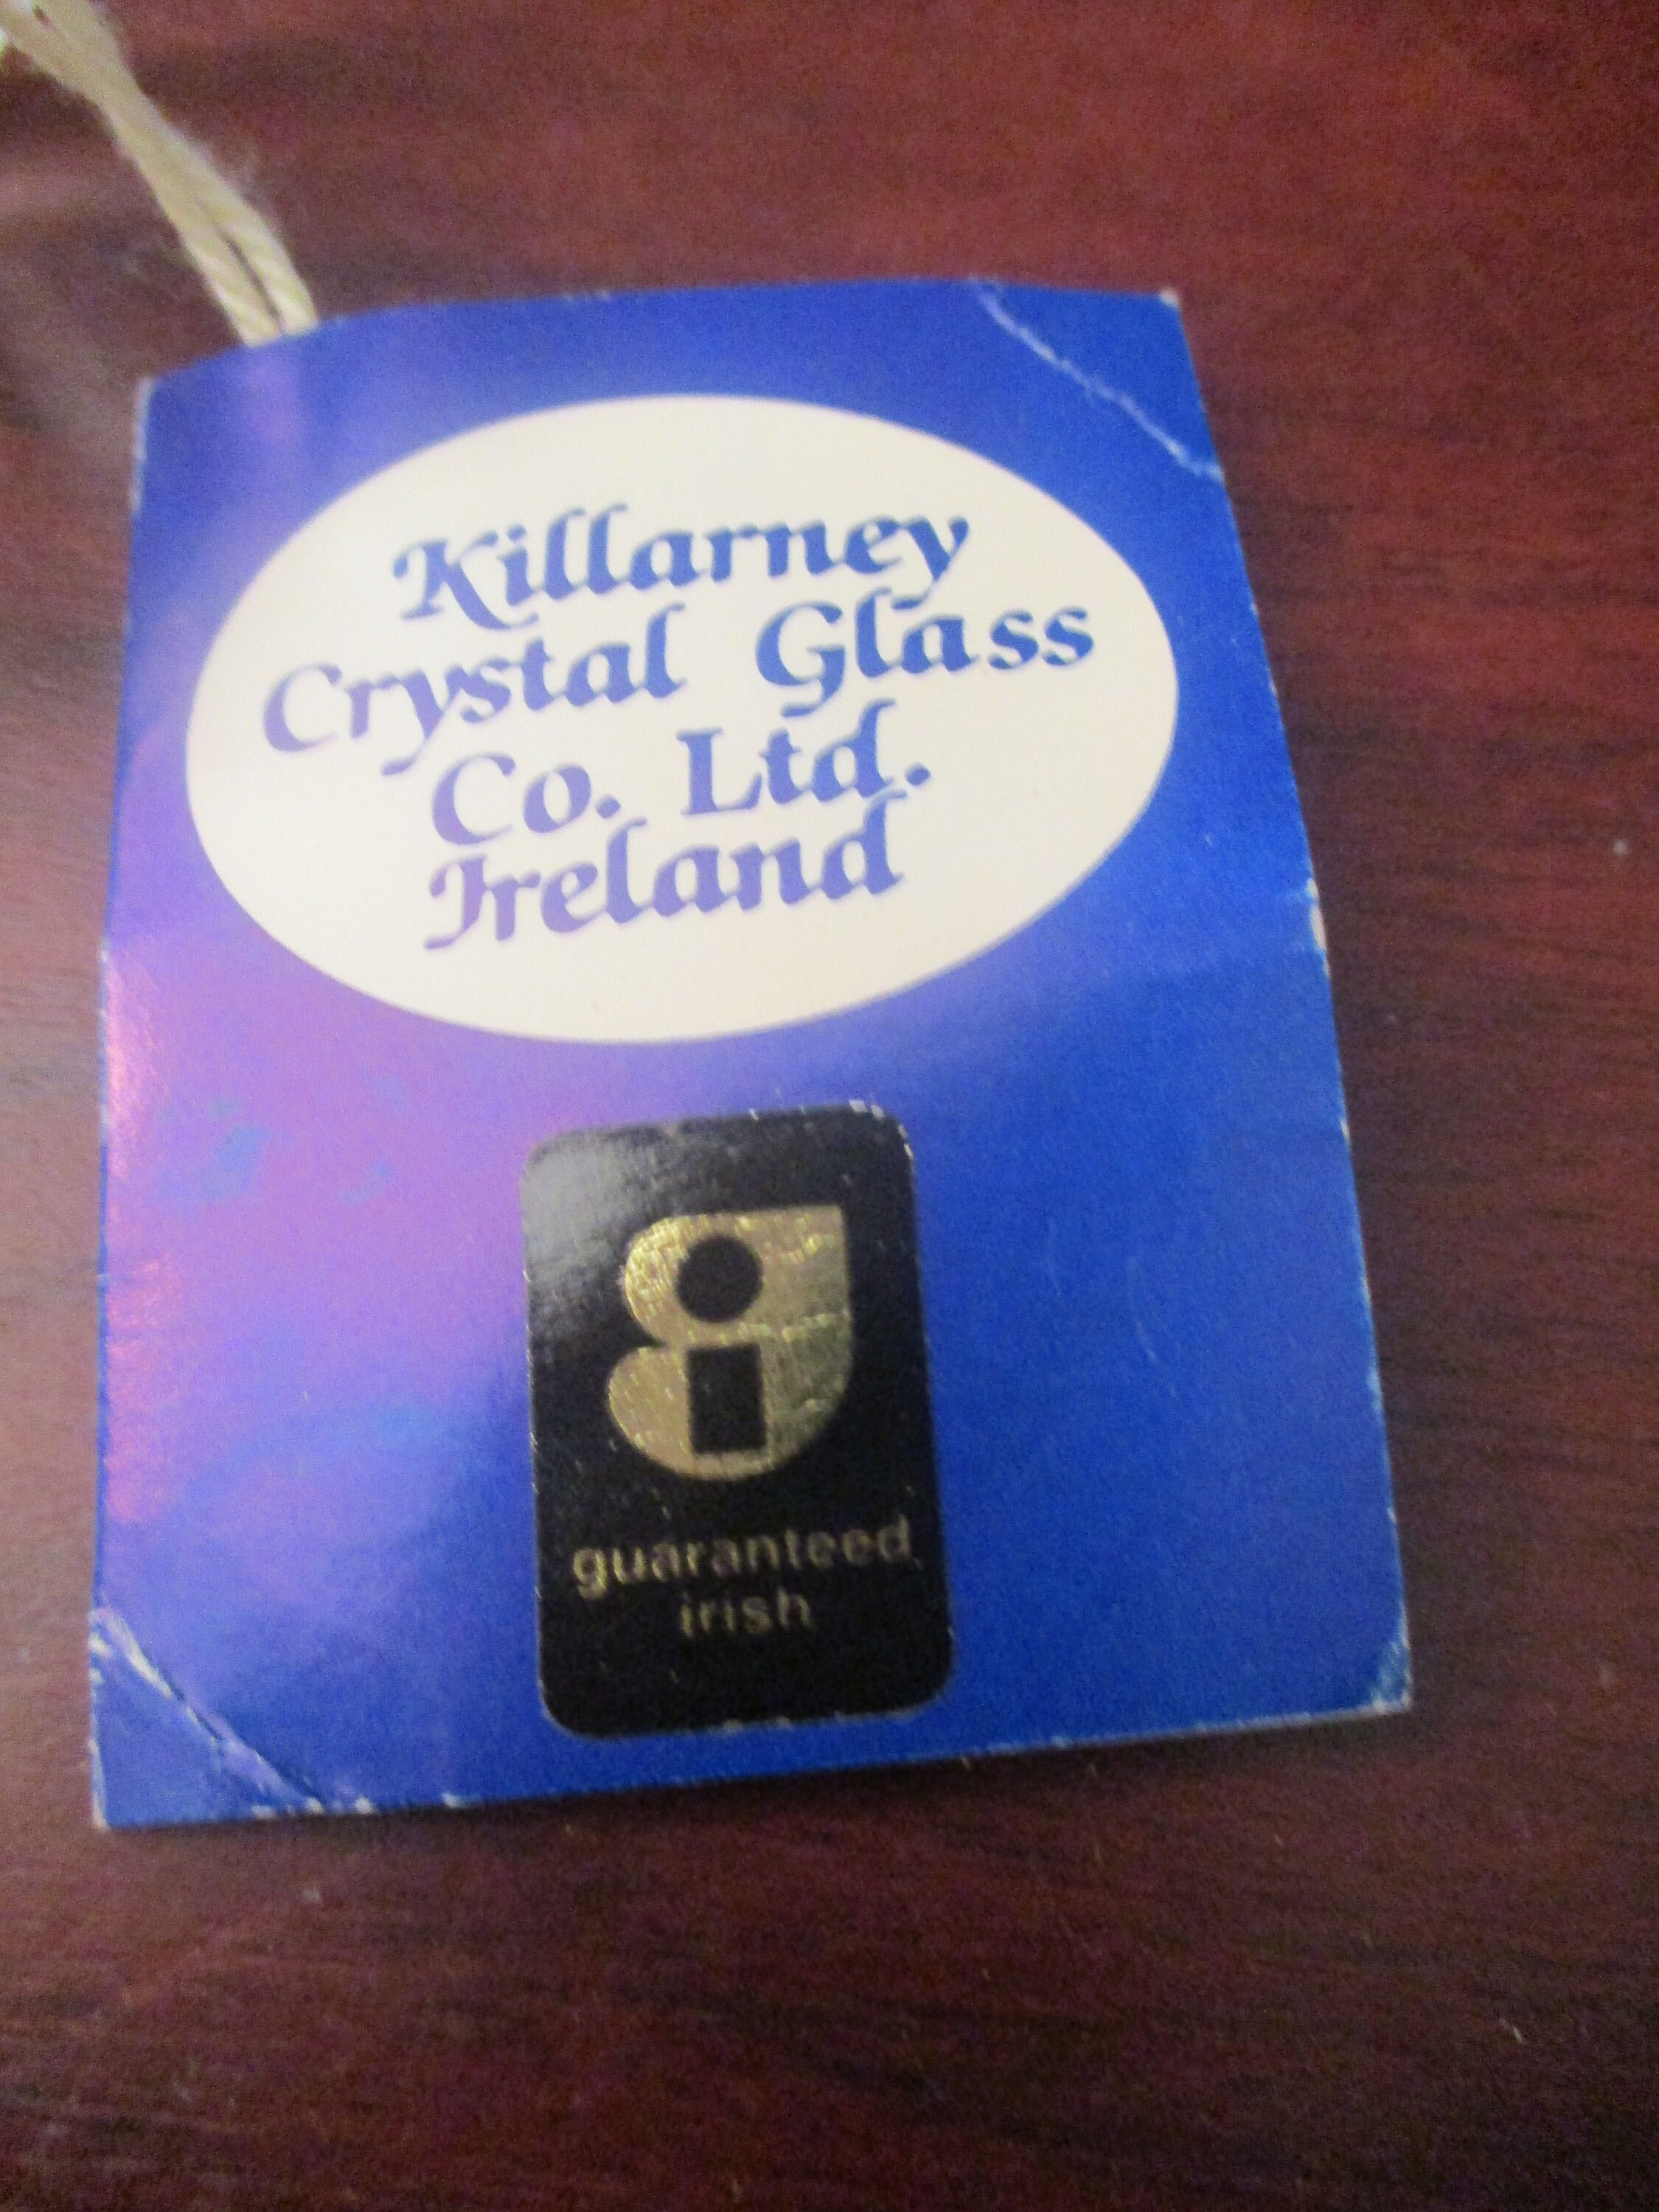 Killarney
Crystal Glass
Co. Ltd.
Ireland
guaranteed
irish